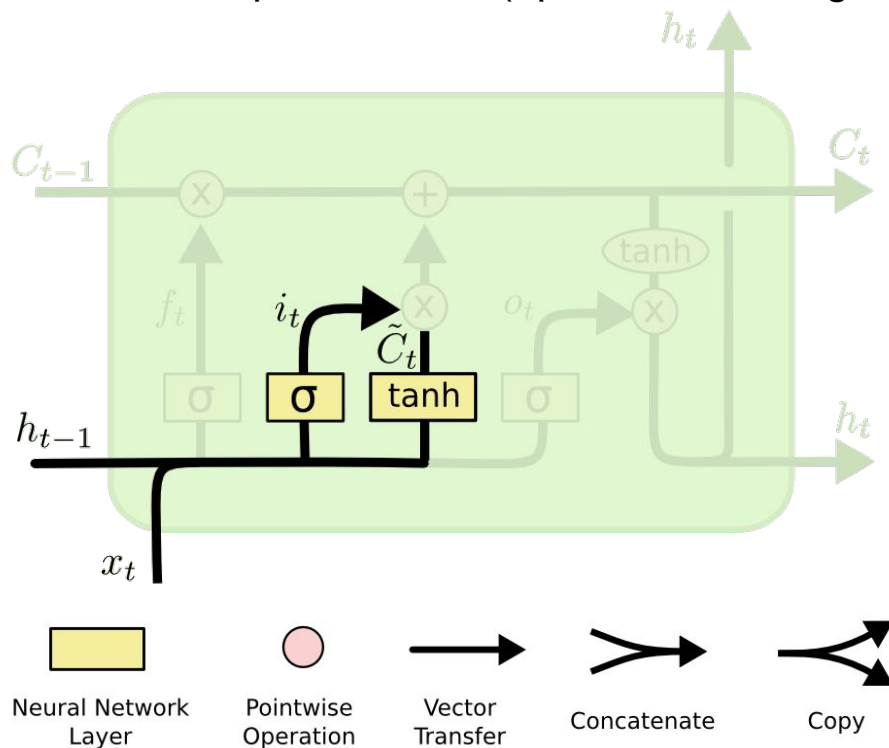 h_t
C_{t-1}
C_t
x
+
tanh
f_t
i_t
x
o_t
x
C̃_t
σ
σ
tanh
σ
h_{t-1}
h_t
x_t
Neural Network
Layer
Pointwise
Operation
Vector
Transfer
Concatenate
Copy